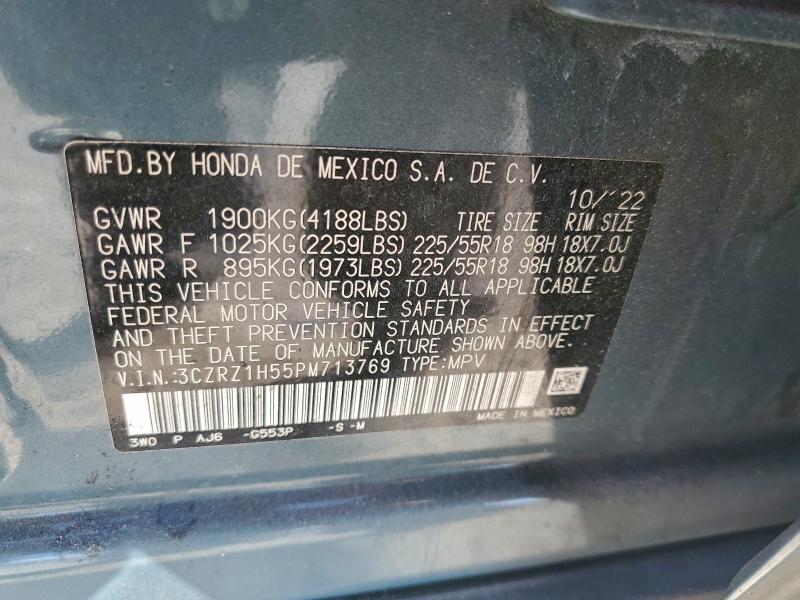 MFD.BY HONDA DE MEXICO S.A. DE C.V.
10/'22
GVWR 1900KG(4188LBS) TIRE SIZE RIM SIZE
GAWR F 1025KG(2259LBS) 225/55R18 98H 18X7.0J
GAWR R 895KG(1973LBS) 225/55R18 98H 18X7.0J
THIS VEHICLE CONFORMS TO ALL APPLICABLE
FEDERAL MOTOR VEHICLE SAFETY
AND THEFT PREVENTION STANDARDS IN EFFECT
ON THE DATE OF MANUFACTURE SHOWN ABOVE.
V.I.N.:3CZRZ1H55PM713769 TYPE:MPV
MADE IN MEXICO
3W0 P AJ6 -G553P -S -M